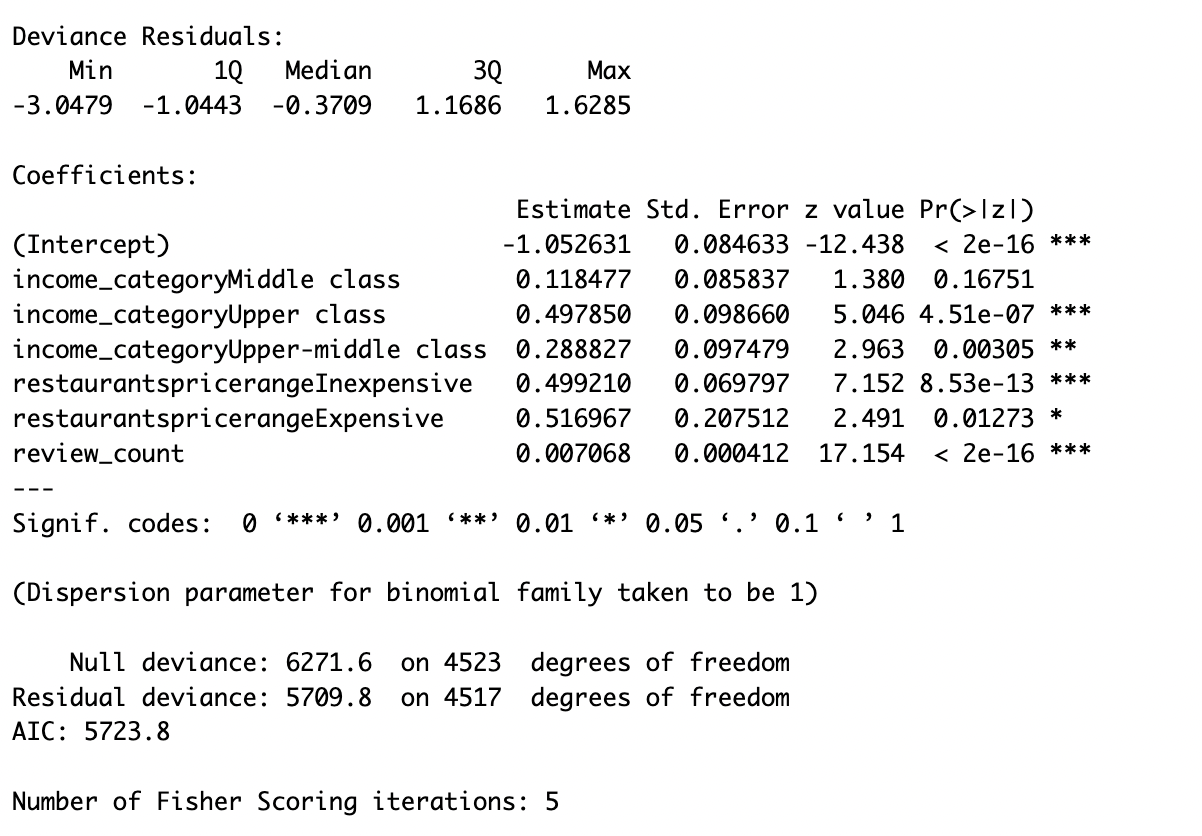 Deviance Residuals:
    Min       1Q   Median       3Q      Max
-3.0479  -1.0443  -0.3709   1.1686   1.6285

Coefficients:
                                    Estimate Std. Error z value Pr(>|z|)
(Intercept)                        -1.052631   0.084633 -12.438  < 2e-16 ***
income_categoryMiddle class         0.118477   0.085837   1.380  0.16751
income_categoryUpper class          0.497850   0.098660   5.046 4.51e-07 ***
income_categoryUpper-middle class  0.288827   0.097479   2.963  0.00305 **
restaurantspricerangeInexpensive   0.499210   0.069797   7.152 8.53e-13 ***
restaurantspricerangeExpensive     0.516967   0.207512   2.491  0.01273 *
review_count                       0.007068   0.000412  17.154  < 2e-16 ***
---
Signif. codes:  0 ‘***’ 0.001 ‘**’ 0.01 ‘*’ 0.05 ‘.’ 0.1 ‘ ’ 1

(Dispersion parameter for binomial family taken to be 1)

    Null deviance: 6271.6  on 4523  degrees of freedom
Residual deviance: 5709.8  on 4517  degrees of freedom
AIC: 5723.8

Number of Fisher Scoring iterations: 5